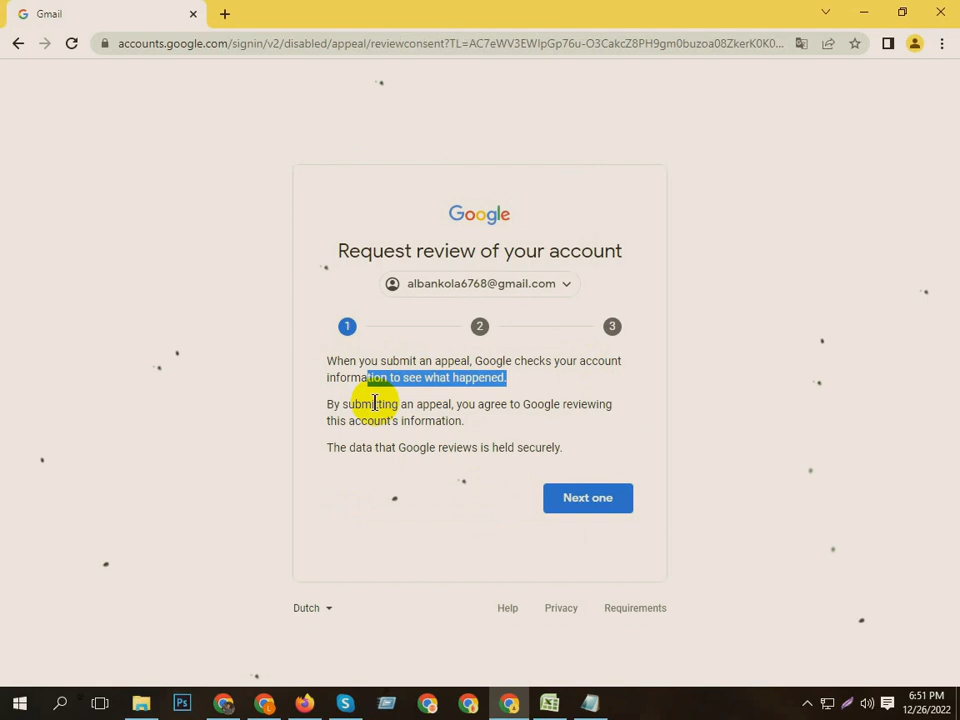 Gmail
accounts.google.com/signin/v2/disabled/appeal/reviewconsent?TL=AC7eWV3EWIpGp76u-O3CakcZ8PH9gm0buzoa08ZkerK0K0...
Google
Request review of your account
albankola6768@gmail.com
1
2
3
When you submit an appeal, Google checks your account
information to see what happened.
By submitting an appeal, you agree to Google reviewing
this account's information.
The data that Google reviews is held securely.
Next one
Dutch
Help
Privacy
Requirements
Ps
L
6:51 PM
12/26/2022